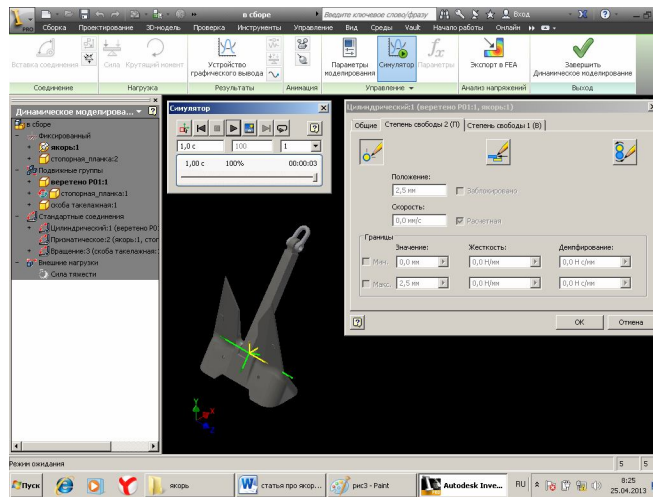 в сборе
Введите ключевое слово/фразу
Вход
PRO
Сборка Проектирование 3D-модель Проверка Инструменты Управление Вид Среды Vault Начало работы Онлайн
Вставка соединения
Сила Крутящий момент
Устройство
графического вывода
Параметры
моделирования
Симулятор
Параметры
Экспорт в FEA
Завершить
Динамическое моделирование
Соединение
Нагрузка
Результаты
Анимация
Управление
Анализ напряжений
Выход
Динамическое моделирова...
в сборе
Фиксированный
якорь:1
стопорная_планка:2
Подвижные группы
веретено Р01:1
стопорная_планка:1
скоба такелажная:1
Стандартные соединения
Цилиндрический:1 (веретено Р0
Призматическое:2 (якорь:1, стоп
Вращение:3 (скоба такелажная:
Внешние нагрузки
Сила тяжести
Симулятор
1,0 с
100
1
1,00 с 100% 00:00:03
Цилиндрический:1 (веретено Р01:1, якорь:1)
Общие
Степень свободы 2 (П)
Степень свободы 1 (В)
Положение:
2,5 мм
Заблокировано
Скорость:
0,0 мм/с
Расчетная
Границы
Значение: Жесткость: Демпфирование:
Мин. 0,0 мм 0,0 Н/мм 0,0 Н с/мм
Макс. 2,5 мм 0,0 Н/мм 0,0 Н с/мм
ОК
Отмена
Y
X
Z
Режим ожидания
5 5
Пуск
якорь
статья про якор...
рис3 - Paint
Autodesk Inve...
RU
8:25
25.04.2013